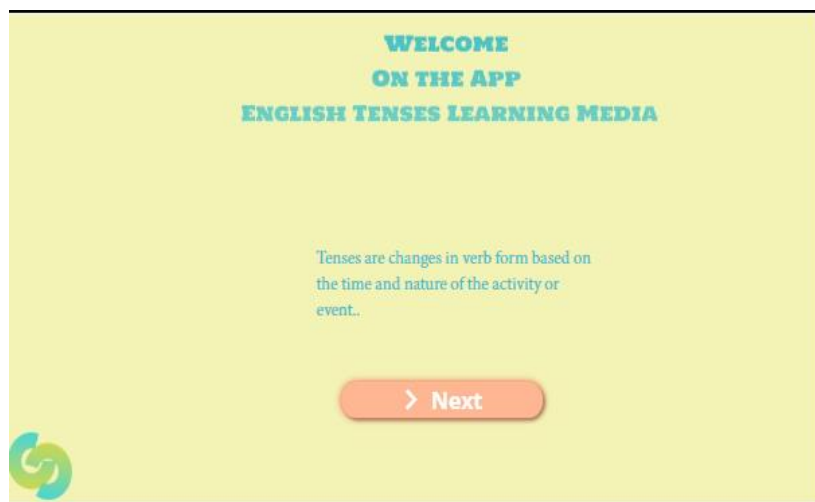 Welcome
On the App
English Tenses Learning Media
Tenses are changes in verb form based on
the time and nature of the activity or
event..
Next